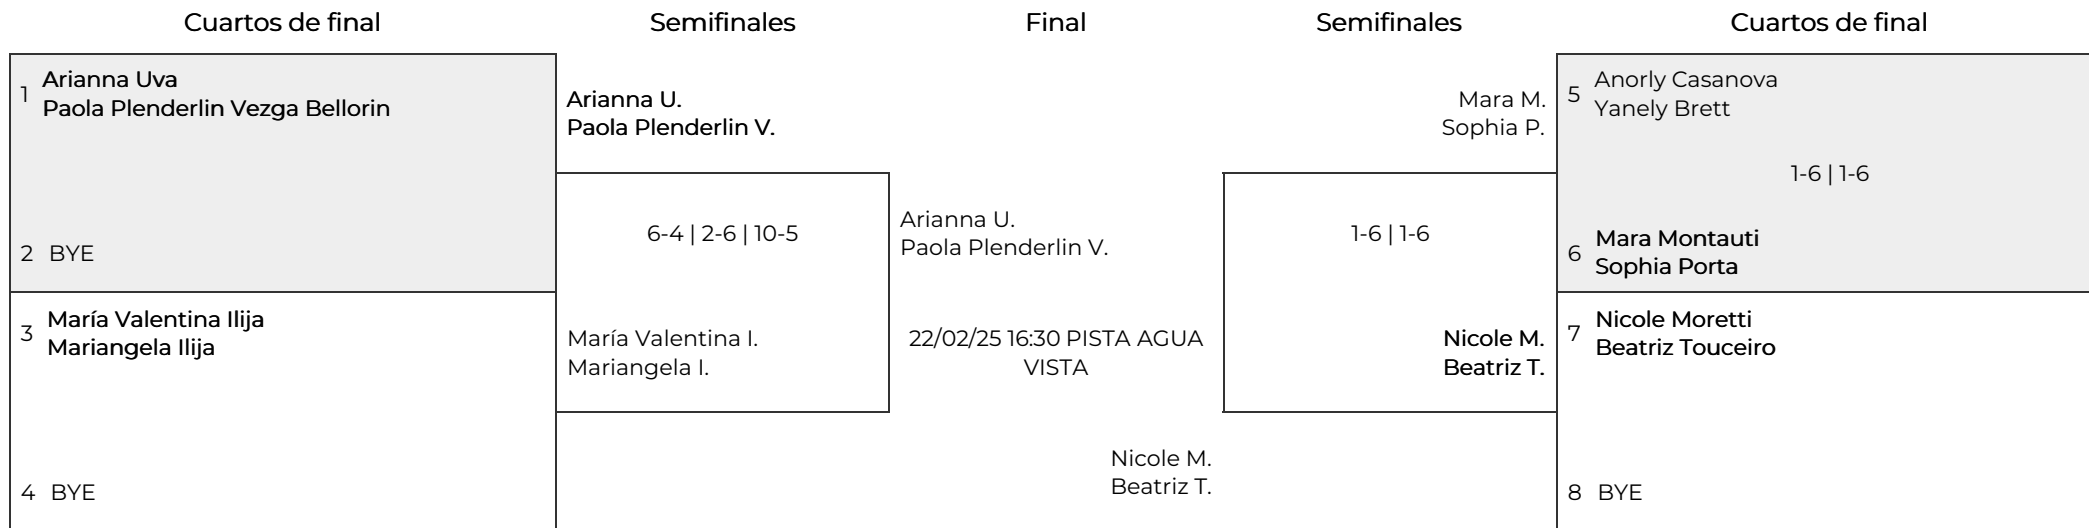 Cuartos de final
Semifinales
Final
Semifinales
Cuartos de final
1
Arianna Uva
Paola Plenderlin Vezga Bellorin
2 BYE
3
María Valentina Ilija
Mariangela Ilija
4 BYE
Arianna U.
Paola Plenderlin V.
6-4 | 2-6 | 10-5
María Valentina I.
Mariangela I.
Arianna U.
Paola Plenderlin V.
22/02/25 16:30 PISTA AGUA
VISTA
Nicole M.
Beatriz T.
Mara M.
Sophia P.
1-6 | 1-6
Nicole M.
Beatriz T.
5
Anorly Casanova
Yanely Brett
1-6 | 1-6
6
Mara Montauti
Sophia Porta
7
Nicole Moretti
Beatriz Touceiro
8 BYE